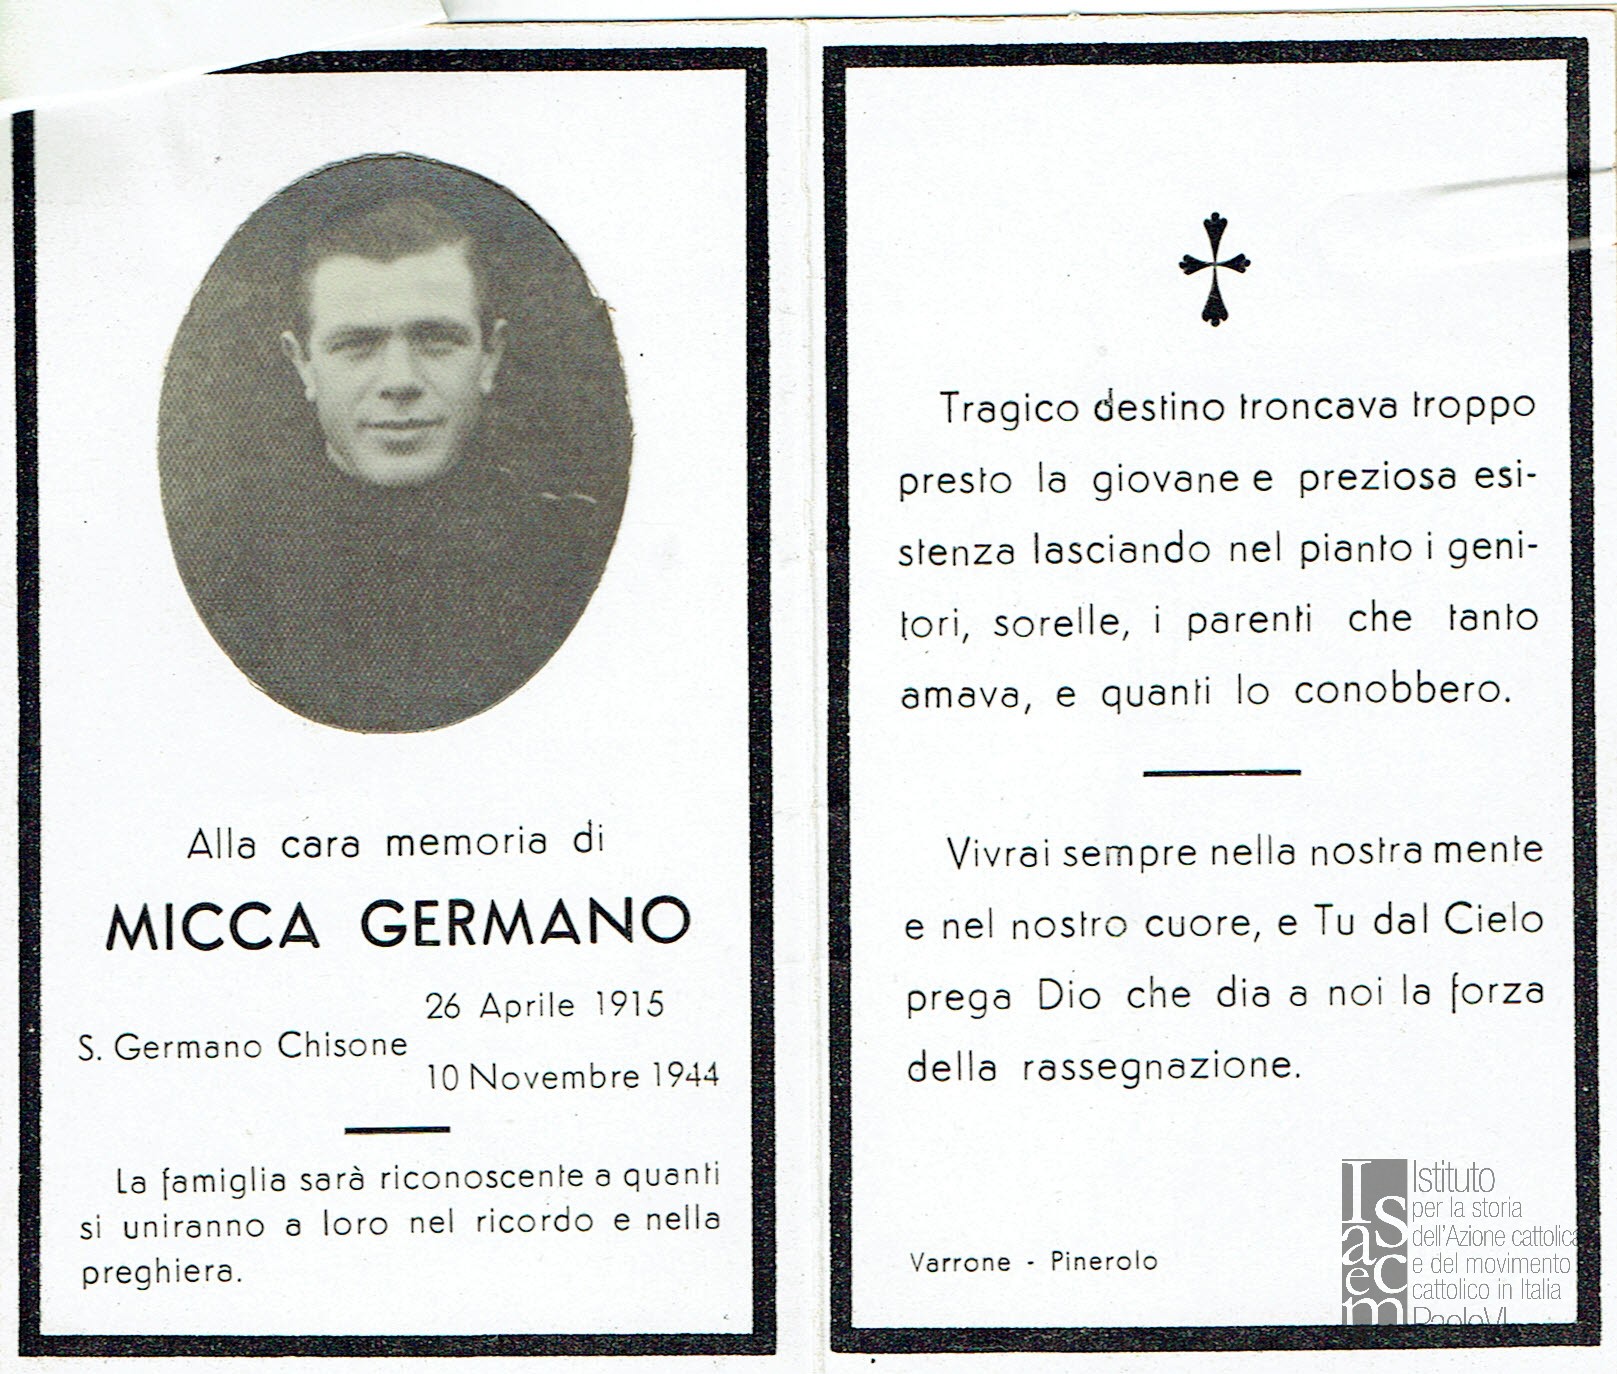 Alla cara memoria di
MICCA GERMANO
26 Aprile 1915
S. Germano Chisone
10 Novembre 1944
La famiglia sarà riconoscente a quanti
si uniranno a loro nel ricordo e nella
preghiera.
Tragico destino troncava troppo
presto la giovane e preziosa esi-
stenza lasciando nel pianto i geni-
tori, sorelle, i parenti che tanto
amava, e quanti lo conobbero.
Vivrai sempre nella nostra mente
e nel nostro cuore, e Tu dal Cielo
prega Dio che dia a noi la forza
della rassegnazione.
Varrone - Pinerolo
Isaecm
Istituto
per la storia
dell'Azione cattolica
e del movimento
cattolico in Italia
Paolo VI